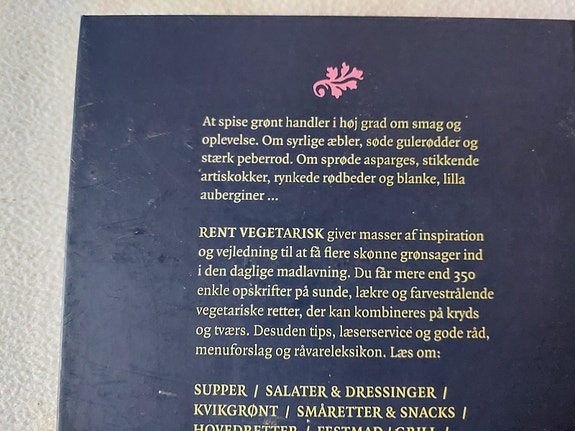 At spise grønt handler i høj grad om smag og
oplevelse. Om syrlige æbler, søde gulerødder og
stærk peberrod. Om sprøde asparges, stikkende
artiskokker, rynkede rødbeder og blanke, lilla
auberginer ...
RENT VEGETARISK giver masser af inspiration
og vejledning til at få flere skønne grønsager ind
i den daglige madlavning. Du får mere end 350
enkle opskrifter på sunde, lækre og farvestrålende
vegetariske retter, der kan kombineres på kryds
og tværs. Desuden tips, læserservice og gode råd,
menuforslag og råvareleksikon. Læs om:
SUPPER / SALATER & DRESSINGER /
KVIKGRØNT / SMÅRETTER & SNACKS /
HOVEDRETTER / FESTMAD / GRILL /